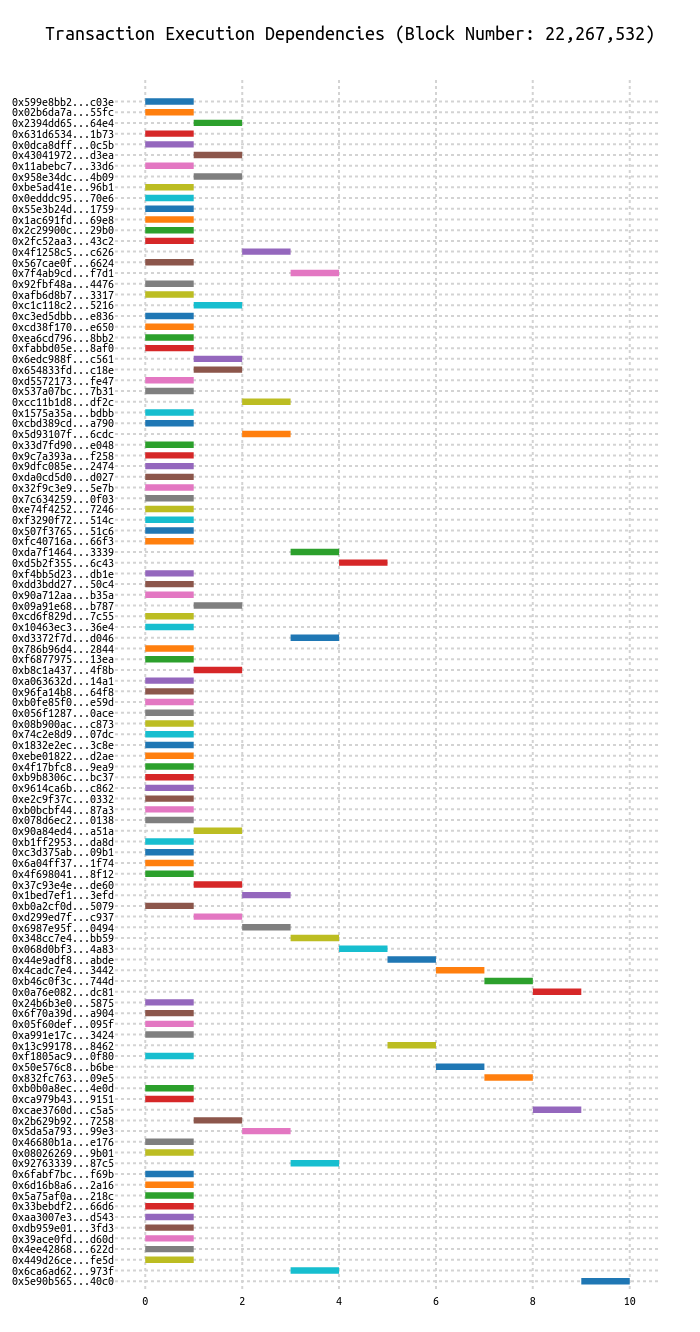 Transaction Execution Dependencies (Block Number: 22,267,532)
0x599e8bb2...c03e
0x02b6da7a...55fc
0x2394dd65...64e4
0x631d6534...1b73
0x0dca8dff...0c5b
0x43041972...d3ea
0x11abebc7...33d6
0x958e34dc...4b09
0xbe5ad41e...96b1
0x0edddc95...70e6
0x55e3b24d...1759
0x1ac691fd...69e8
0x2c29900c...29b0
0x2fc52aa3...43c2
0x4f1258c5...c626
0x567cae0f...6624
0x7f4ab9cd...f7d1
0x92fbf48a...4476
0xafb6d8b7...3317
0xc1c118c2...5216
0xc3ed5dbb...e836
0xcd38f170...e650
0xea6cd796...8bb2
0xfabbd05e...8af0
0x6edc988f...c561
0x654833fd...c18e
0xd5572173...fe47
0x537a07bc...7b31
0xcc11b1d8...df2c
0x1575a35a...bdbb
0xcbd389cd...a790
0x5d93107f...6cdc
0x33d7fd90...e048
0x9c7a393a...f258
0x9dfc085e...2474
0xda0cd5d0...d027
0x32f9c3e9...5e7b
0x7c634259...0f03
0xe74f4252...7246
0xf3290f72...514c
0x507f3765...51c6
0xfc40716a...66f3
0xda7f1464...3339
0xd5b2f355...6c43
0xf4bb5d23...db1e
0xdd3bdd27...50c4
0x90a712aa...b35a
0x09a91e68...b787
0xcd6f829d...7c55
0x10463ec3...36e4
0xd3372f7d...d046
0x786b96d4...2844
0xf6877975...13ea
0xb8c1a437...4f8b
0xa063632d...14a1
0x96fa14b8...64f8
0xb0fe85f0...e59d
0x056f1287...0ace
0x08b900ac...c873
0x74c2e8d9...07dc
0x1832e2ec...3c8e
0xebe01822...d2ae
0x4f17bfc8...9ea9
0xb9b8306c...bc37
0x9614ca6b...c862
0xe2c9f37c...0332
0xb0bcbf44...87a3
0x078d6ec2...0138
0x90a84ed4...a51a
0xb1ff2953...da8d
0xc3d375ab...09b1
0x6a04ff37...1f74
0x4f698041...8f12
0x37c93e4e...de60
0x1bed7ef1...3efd
0xb0a2cf0d...5079
0xd299ed7f...c937
0x6987e95f...0494
0x348cc7e4...bb59
0x068d0bf3...4a83
0x44e9adf8...abde
0x4cadc7e4...3442
0xb46c0f3c...744d
0x0a76e082...dc81
0x24b6b3e0...5875
0x6f70a39d...a904
0x05f60def...095f
0xa991e17c...3424
0x13c99178...8462
0xf1805ac9...0f80
0x50e576c8...b6be
0x832fc763...09e5
0xb0b0a8ec...4e0d
0xca979b43...9151
0xcae3760d...c5a5
0x2b629b92...7258
0x5da5a793...99e3
0x46680b1a...e176
0x08026269...9b01
0x92763339...87c5
0x6fabf7bc...f69b
0x6d16b8a6...2a16
0x5a75af0a...218c
0x33bebdf2...66d6
0xaa3007e3...d543
0xdb959e01...3fd3
0x39ace0fd...d60d
0x4ee42868...622d
0x449d26ce...fe5d
0x6ca6ad62...973f
0x5e90b565...40c0
0 2 4 6 8 10